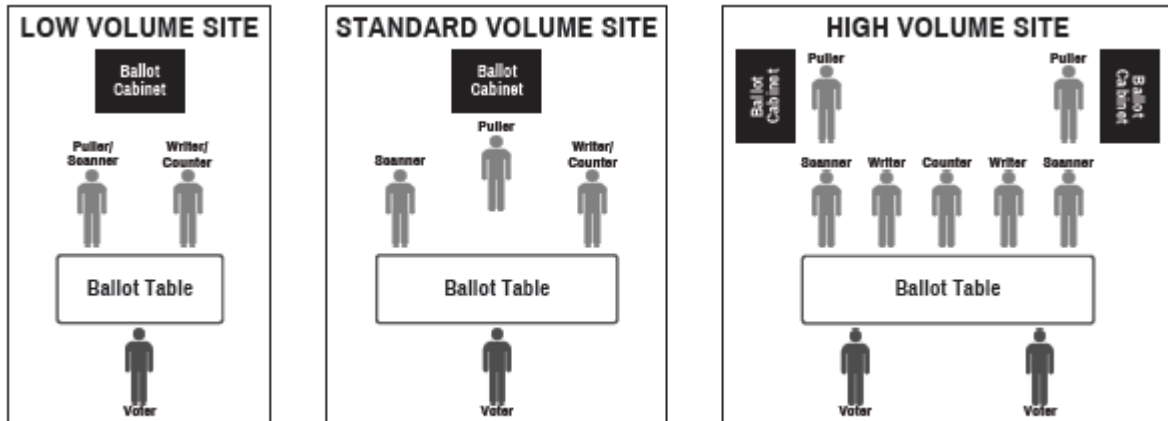 LOW VOLUME SITE
Ballot
Cabinet
Puller/
Scanner
Writer/
Counter
Ballot Table
Voter
STANDARD VOLUME SITE
Ballot
Cabinet
Puller
Scanner
Writer/
Counter
Ballot Table
Voter
HIGH VOLUME SITE
Ballot
Cabinet
Puller
Puller
Ballot
Cabinet
Scanner Writer Counter Writer Scanner
Ballot Table
Voter Voter